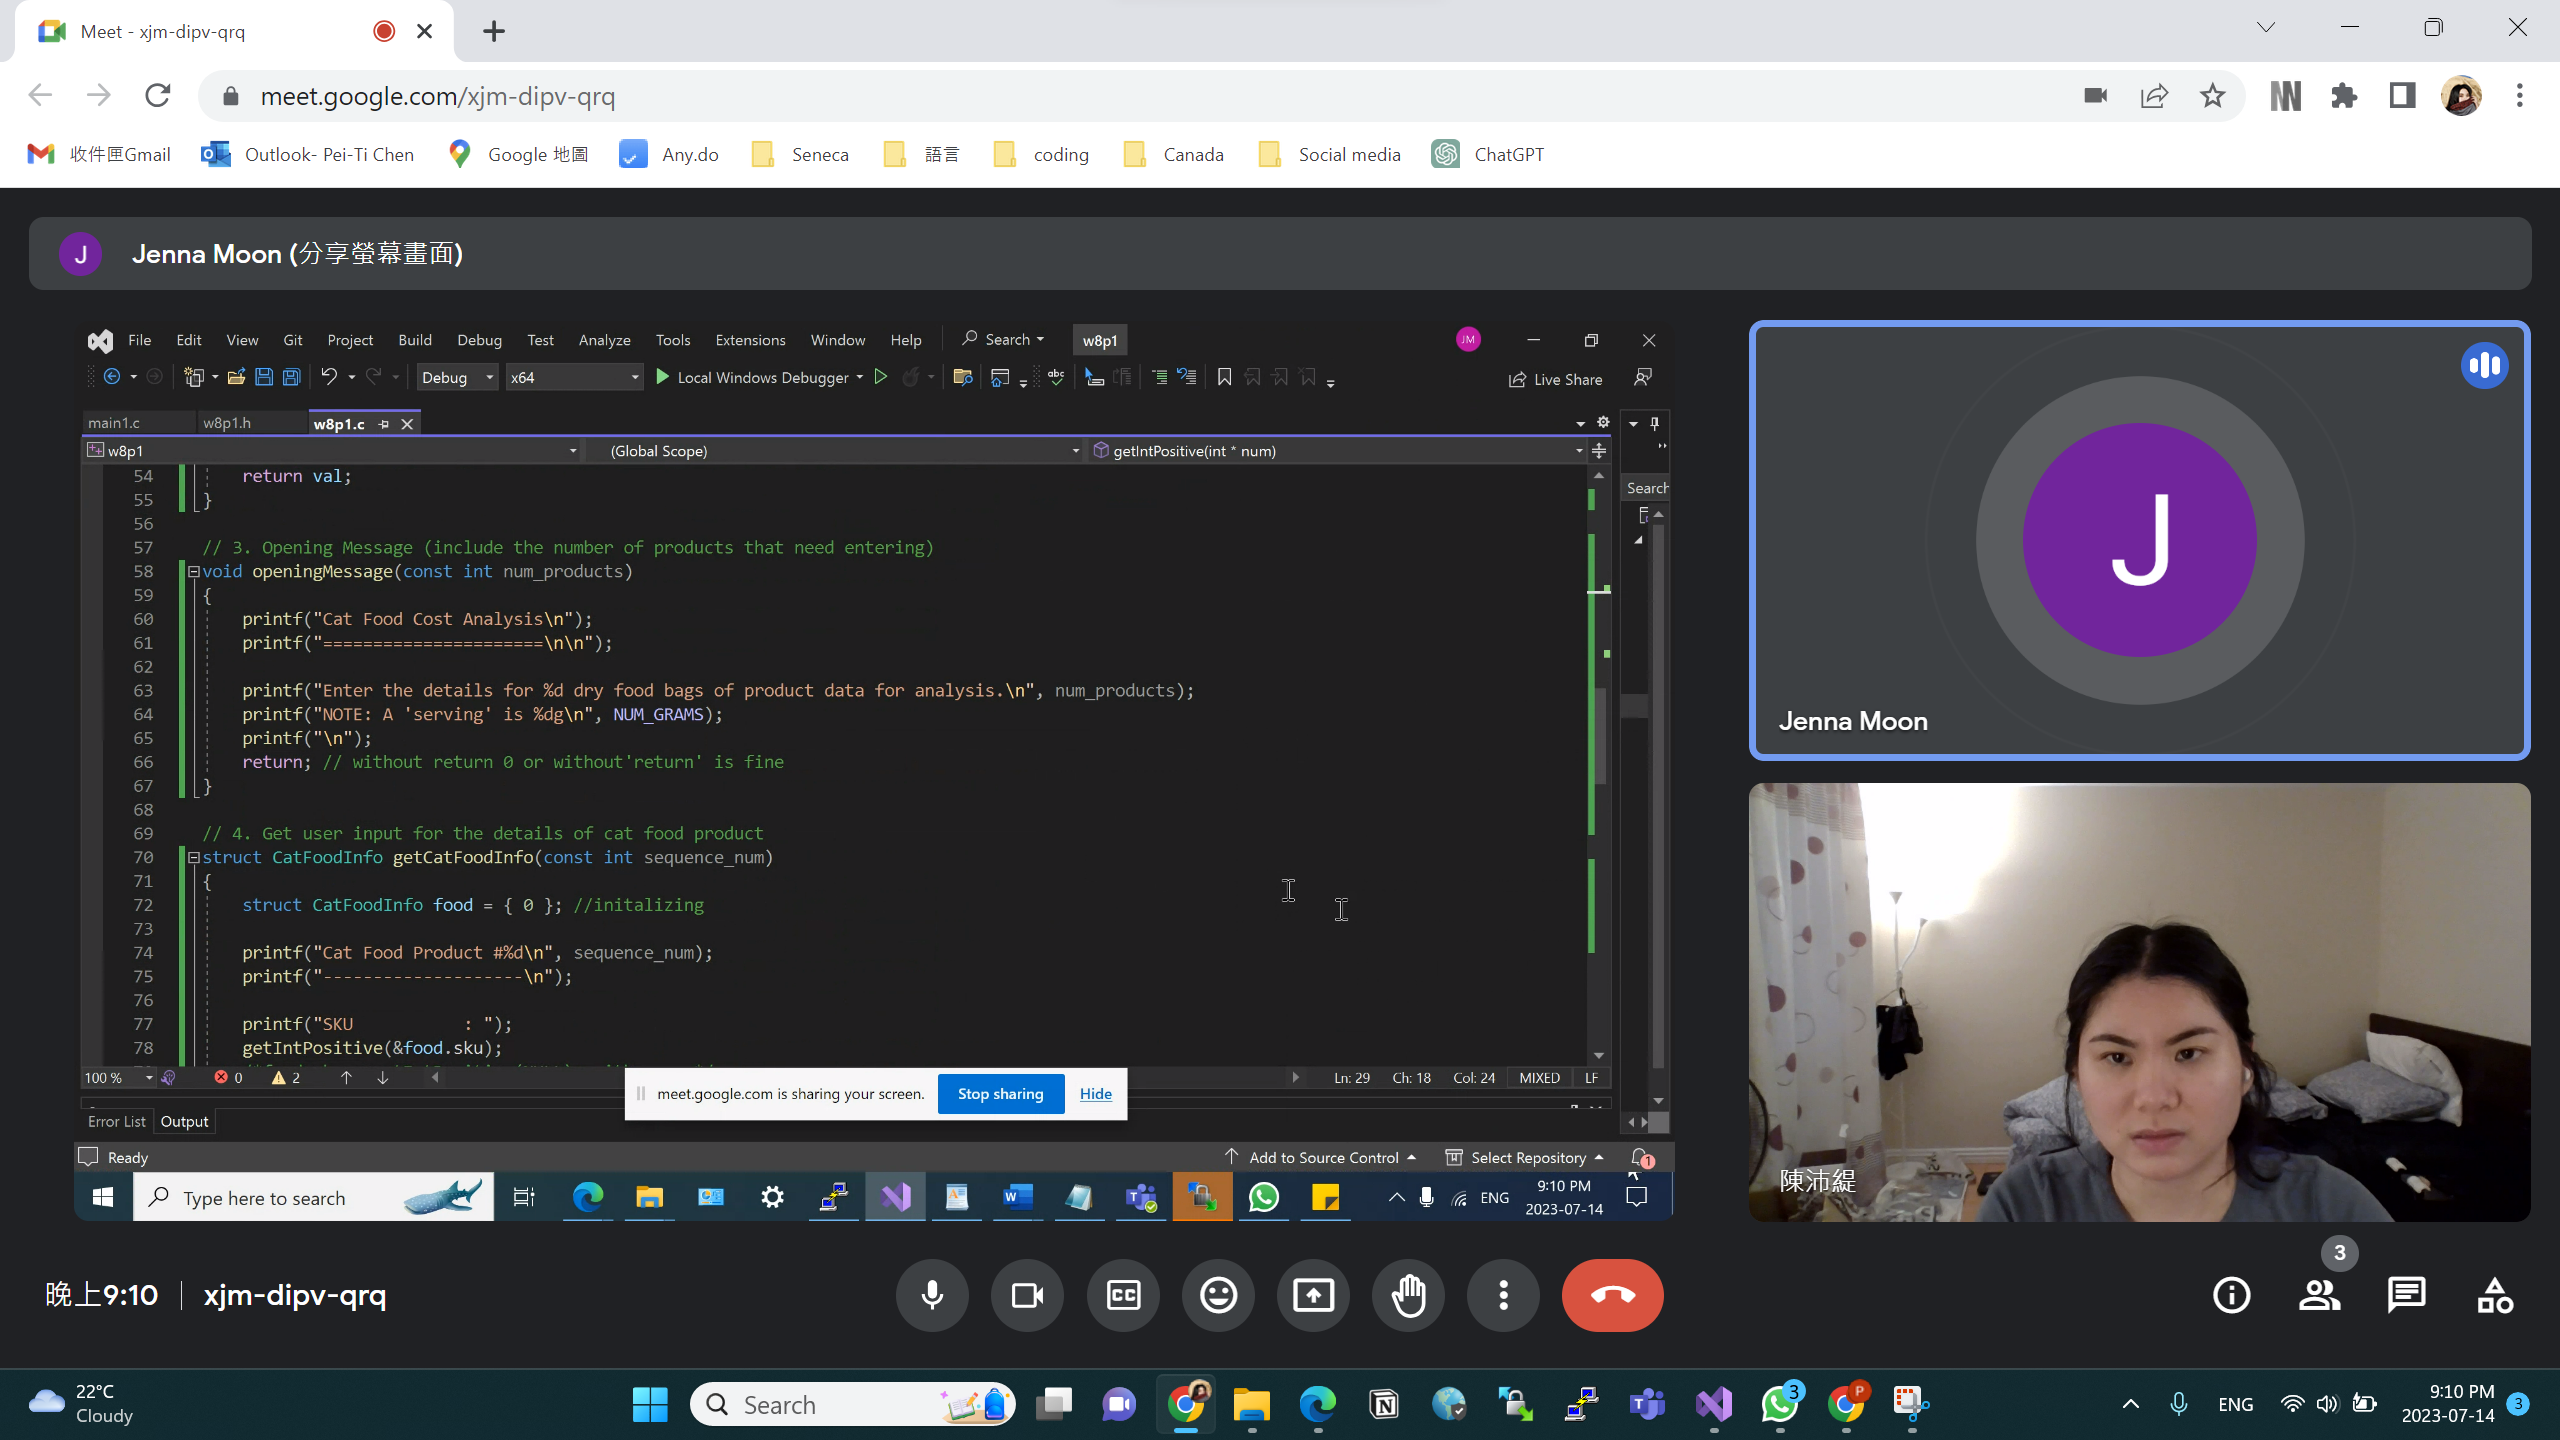 Meet - xjm-dipv-qrq
meet.google.com/xjm-dipv-qrq
收件匣Gmail
Outlook- Pei-Ti Chen
Google 地圖
Any.do
Seneca
語言
coding
Canada
Social media
ChatGPT
J
Jenna Moon (分享螢幕畫面)
File Edit View Git Project Build Debug Test Analyze Tools Extensions Window Help Search w8p1 JM
Debug x64 Local Windows Debugger Live Share
main1.c w8p1.h w8p1.c
w8p1 (Global Scope) getIntPositive(int * num)
Search
54 return val;
55 }
56
57 // 3. Opening Message (include the number of products that need entering)
58 void openingMessage(const int num_products)
59 {
60 printf("Cat Food Cost Analysis\n");
61 printf("======================\n\n");
62
63 printf("Enter the details for %d dry food bags of product data for analysis.\n", num_products);
64 printf("NOTE: A 'serving' is %dg\n", NUM_GRAMS);
65 printf("\n");
66 return; // without return 0 or without'return' is fine
67 }
68
69 // 4. Get user input for the details of cat food product
70 struct CatFoodInfo getCatFoodInfo(const int sequence_num)
71 {
72 struct CatFoodInfo food = { 0 }; //initalizing
73
74 printf("Cat Food Product #%d\n", sequence_num);
75 printf("--------------------\n");
76
77 printf("SKU           : ");
78 getIntPositive(&food.sku);
100 % 0 2 Ln: 29 Ch: 18 Col: 24 MIXED LF
meet.google.com is sharing your screen. Stop sharing Hide
Error List Output
Ready Add to Source Control Select Repository 1
Type here to search ENG 9:10 PM
2023-07-14
J
Jenna Moon
陳沛緹
晚上9:10 xjm-dipv-qrq
CC
3
22°C
Cloudy
Search
3
P
ENG
9:10 PM
2023-07-14
3